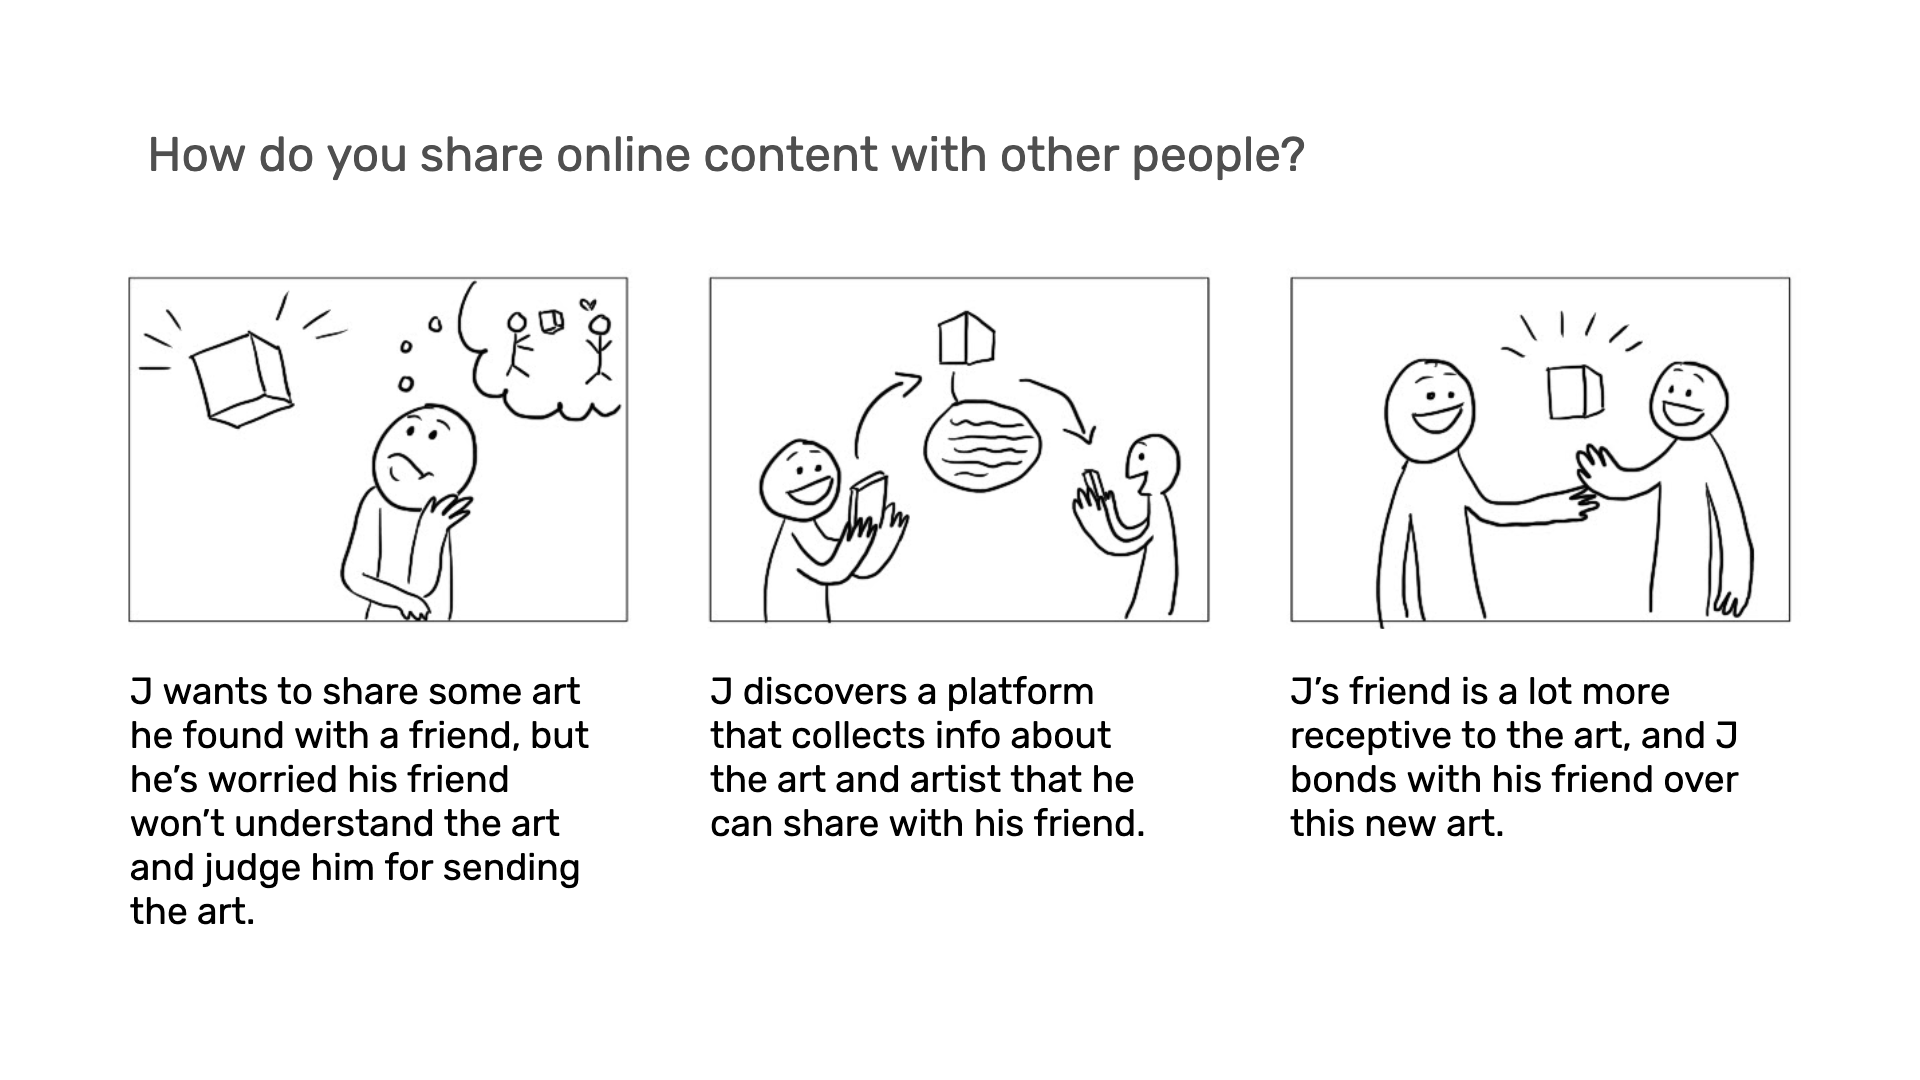 How do you share online content with other people?
J wants to share some art
he found with a friend, but
he’s worried his friend
won’t understand the art
and judge him for sending
the art.
J discovers a platform
that collects info about
the art and artist that he
can share with his friend.
J’s friend is a lot more
receptive to the art, and J
bonds with his friend over
this new art.